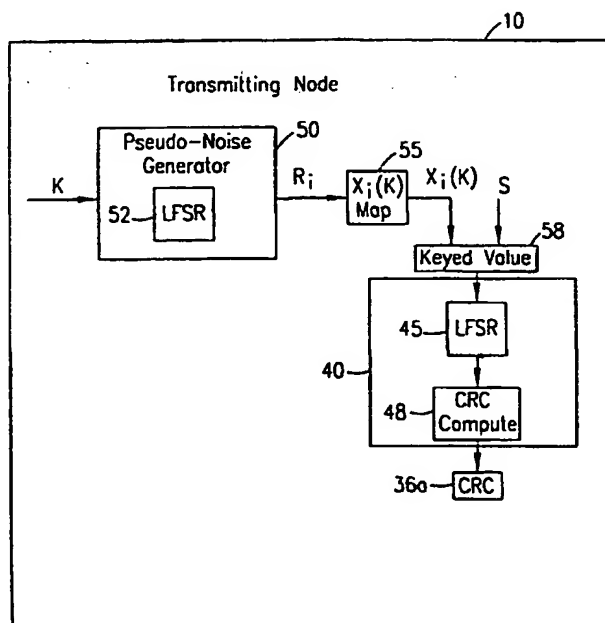 10
Transmitting Node
Pseudo-Noise
Generator
50
K
52
LFSR
R_i
55
X_i(K)
Map
X_i(K)
S
58
Keyed Value
45
LFSR
40
48
CRC
Compute
36a
CRC